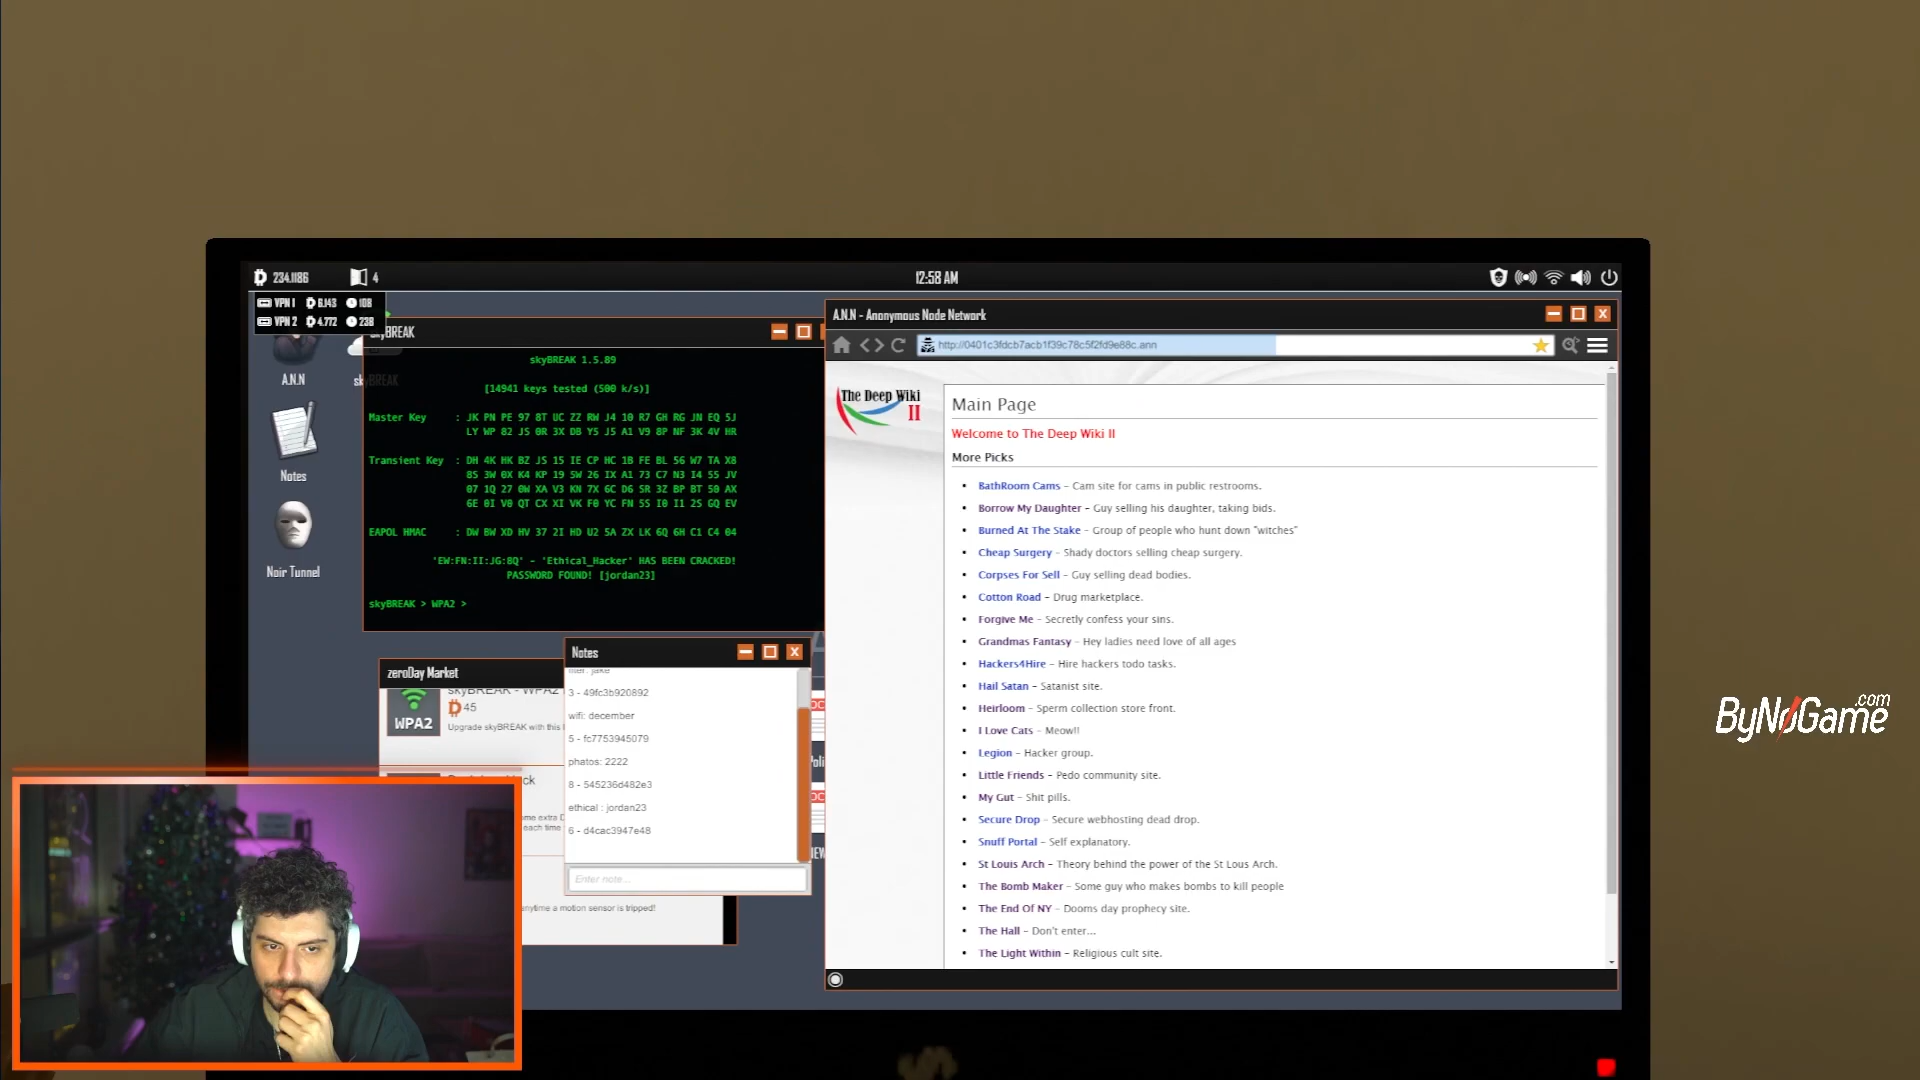 234.1186
4
12:58 AM
VPN 1 6.143 108
VPN 2 4.772 238
A.N.N
Notes
Noir Tunnel
skyBREAK
skyBREAK 1.5.89
[14941 keys tested (500 k/s)]
Master Key : JK PN PE 97 8T UC ZZ RW J4 10 R7 GH RG JN EQ 5J
LY WP 82 JS 0R 3X DB Y5 J5 A1 V9 8P NF 3K 4V HR
Transient Key : DH 4K HK BZ JS 15 IE CP HC 1B FE BL 56 W7 TA X8
8S 3W 0X K4 KP 19 SW 26 IX A1 73 C7 N3 I4 55 JV
07 1Q 27 0W XA V3 KN 7X 6C D6 SR 3Z BP BT 50 AX
6E 0I V0 QT CX XI VK F0 YC FN 5S I0 I1 2S GQ EV
EAPOL HMAC : DW BW XD HV 37 2I HD U2 5A ZX LK 6Q 6H C1 C4 04
'EW:FN:II:JG:8Q' - 'Ethical_Hacker' HAS BEEN CRACKED!
PASSWORD FOUND! [jordan23]
skyBREAK > WPA2 >
zeroDay Market
skyBREAK - WPA2
45
WPA2
Upgrade skyBREAK with this
each time
anytime a motion sensor is tripped!
Notes
3 - 49fc3b920892
wifi: december
5 - fc7753945079
phatos: 2222
8 - 545236d482e3
ethical : jordan23
6 - d4cac3947e48
Enter note...
A.N.N - Anonymous Node Network
http://0401c3fdcb7acb1f39c78c5f2fd9e88c.ann
The Deep Wiki
II
Main Page
Welcome to The Deep Wiki II
More Picks
BathRoom Cams - Cam site for cams in public restrooms.
Borrow My Daughter - Guy selling his daughter, taking bids.
Burned At The Stake - Group of people who hunt down "witches"
Cheap Surgery - Shady doctors selling cheap surgery.
Corpses For Sell - Guy selling dead bodies.
Cotton Road - Drug marketplace.
Forgive Me - Secretly confess your sins.
Grandmas Fantasy - Hey ladies need love of all ages
Hackers4Hire - Hire hackers todo tasks.
Hail Satan - Satanist site.
Heirloom - Sperm collection store front.
I Love Cats - Meow!!
Legion - Hacker group.
Little Friends - Pedo community site.
My Gut - Shit pills.
Secure Drop - Secure webhosting dead drop.
Snuff Portal - Self explanatory.
St Louis Arch - Theory behind the power of the St Lous Arch.
The Bomb Maker - Some guy who makes bombs to kill people
The End Of NY - Dooms day prophecy site.
The Hall - Don't enter...
The Light Within - Religious cult site.
ByNoGame.com